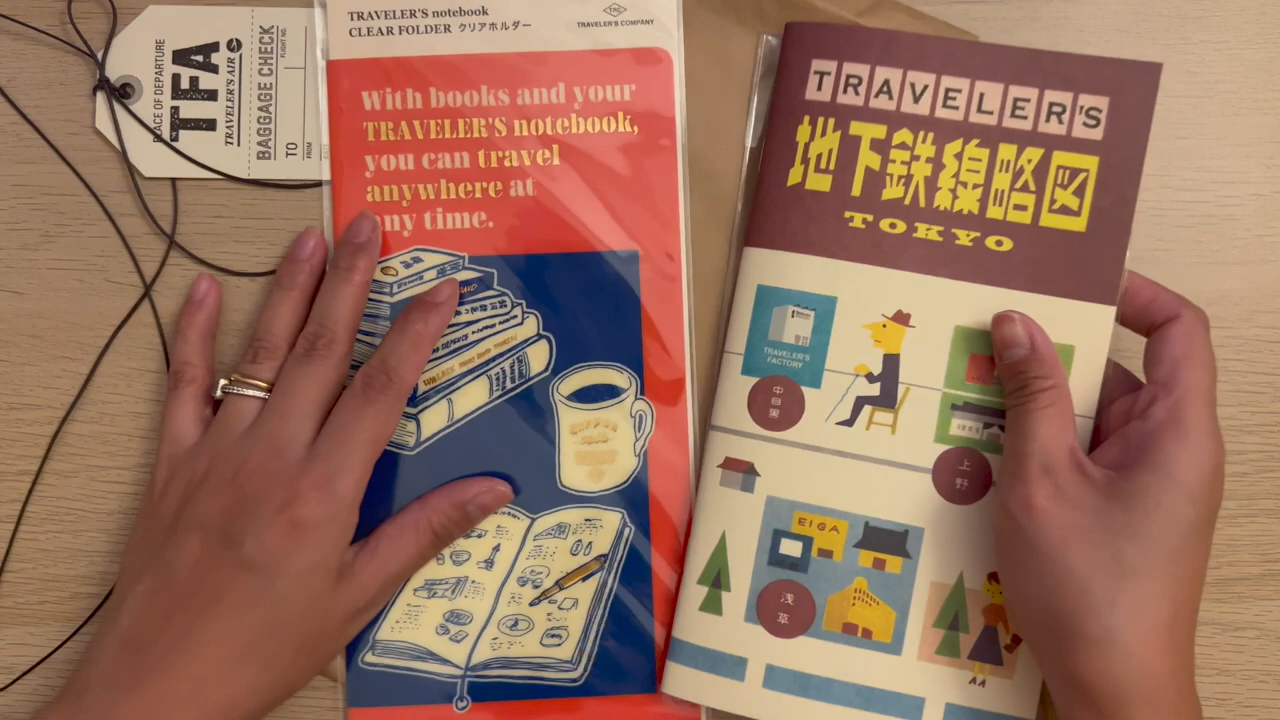 PLACE OF DEPARTURE
TFA
TRAVELER'S AIR
BAGGAGE CHECK
FLIGHT NO.
TO
FROM
TRAVELER'S notebook
CLEAR FOLDER クリアホルダー
TRC
TRAVELER'S COMPANY
With books and your
TRAVELER'S notebook,
you can travel
anywhere at
any time.
TRAVELER'S
地下鉄線略図
TOKYO
TRAVELER'S
FACTORY
中目黒
上野
EIGA
浅草